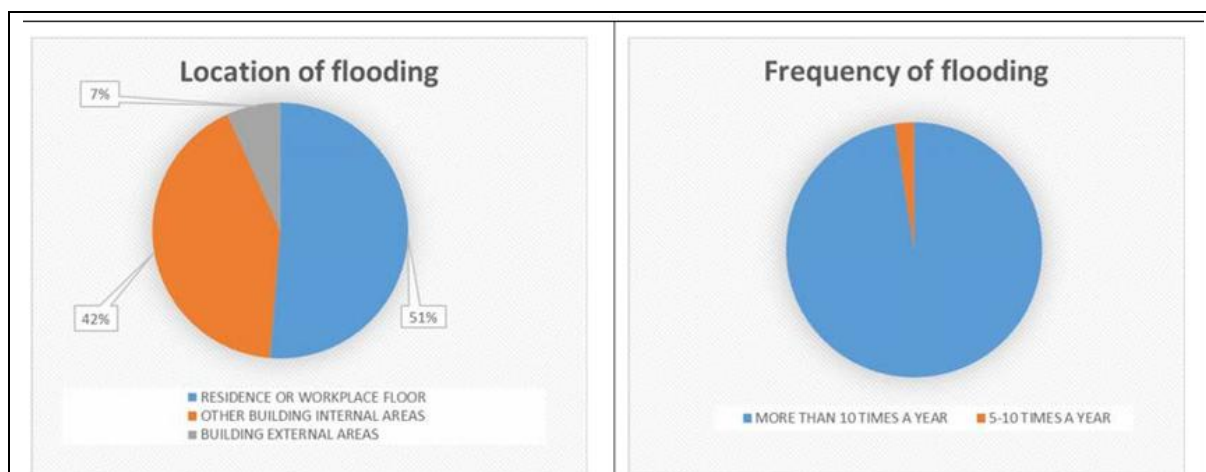 Location of flooding
7%
42%
51%
RESIDENCE OR WORKPLACE FLOOR
OTHER BUILDING INTERNAL AREAS
BUILDING EXTERNAL AREAS
Frequency of flooding
MORE THAN 10 TIMES A YEAR 5-10 TIMES A YEAR